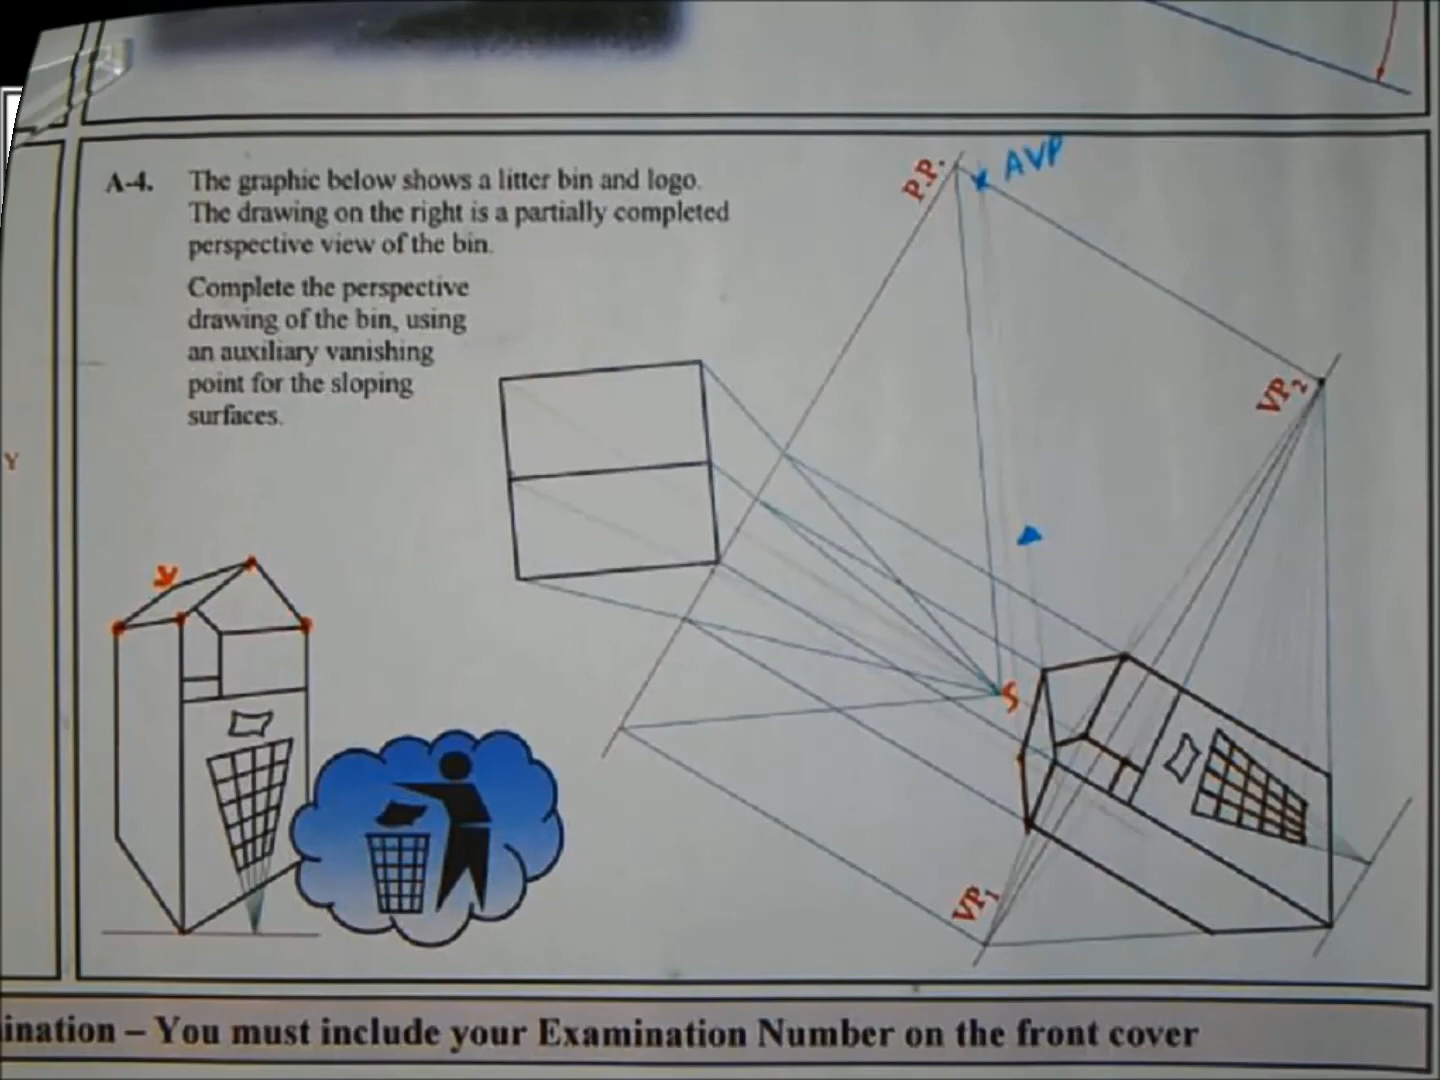 A-4. The graphic below shows a litter bin and logo.
The drawing on the right is a partially completed
perspective view of the bin.
Complete the perspective
drawing of the bin, using
an auxiliary vanishing
point for the sloping
surfaces.
P.P.
AVP
VP2
Y
S
VP1
ination – You must include your Examination Number on the front cover